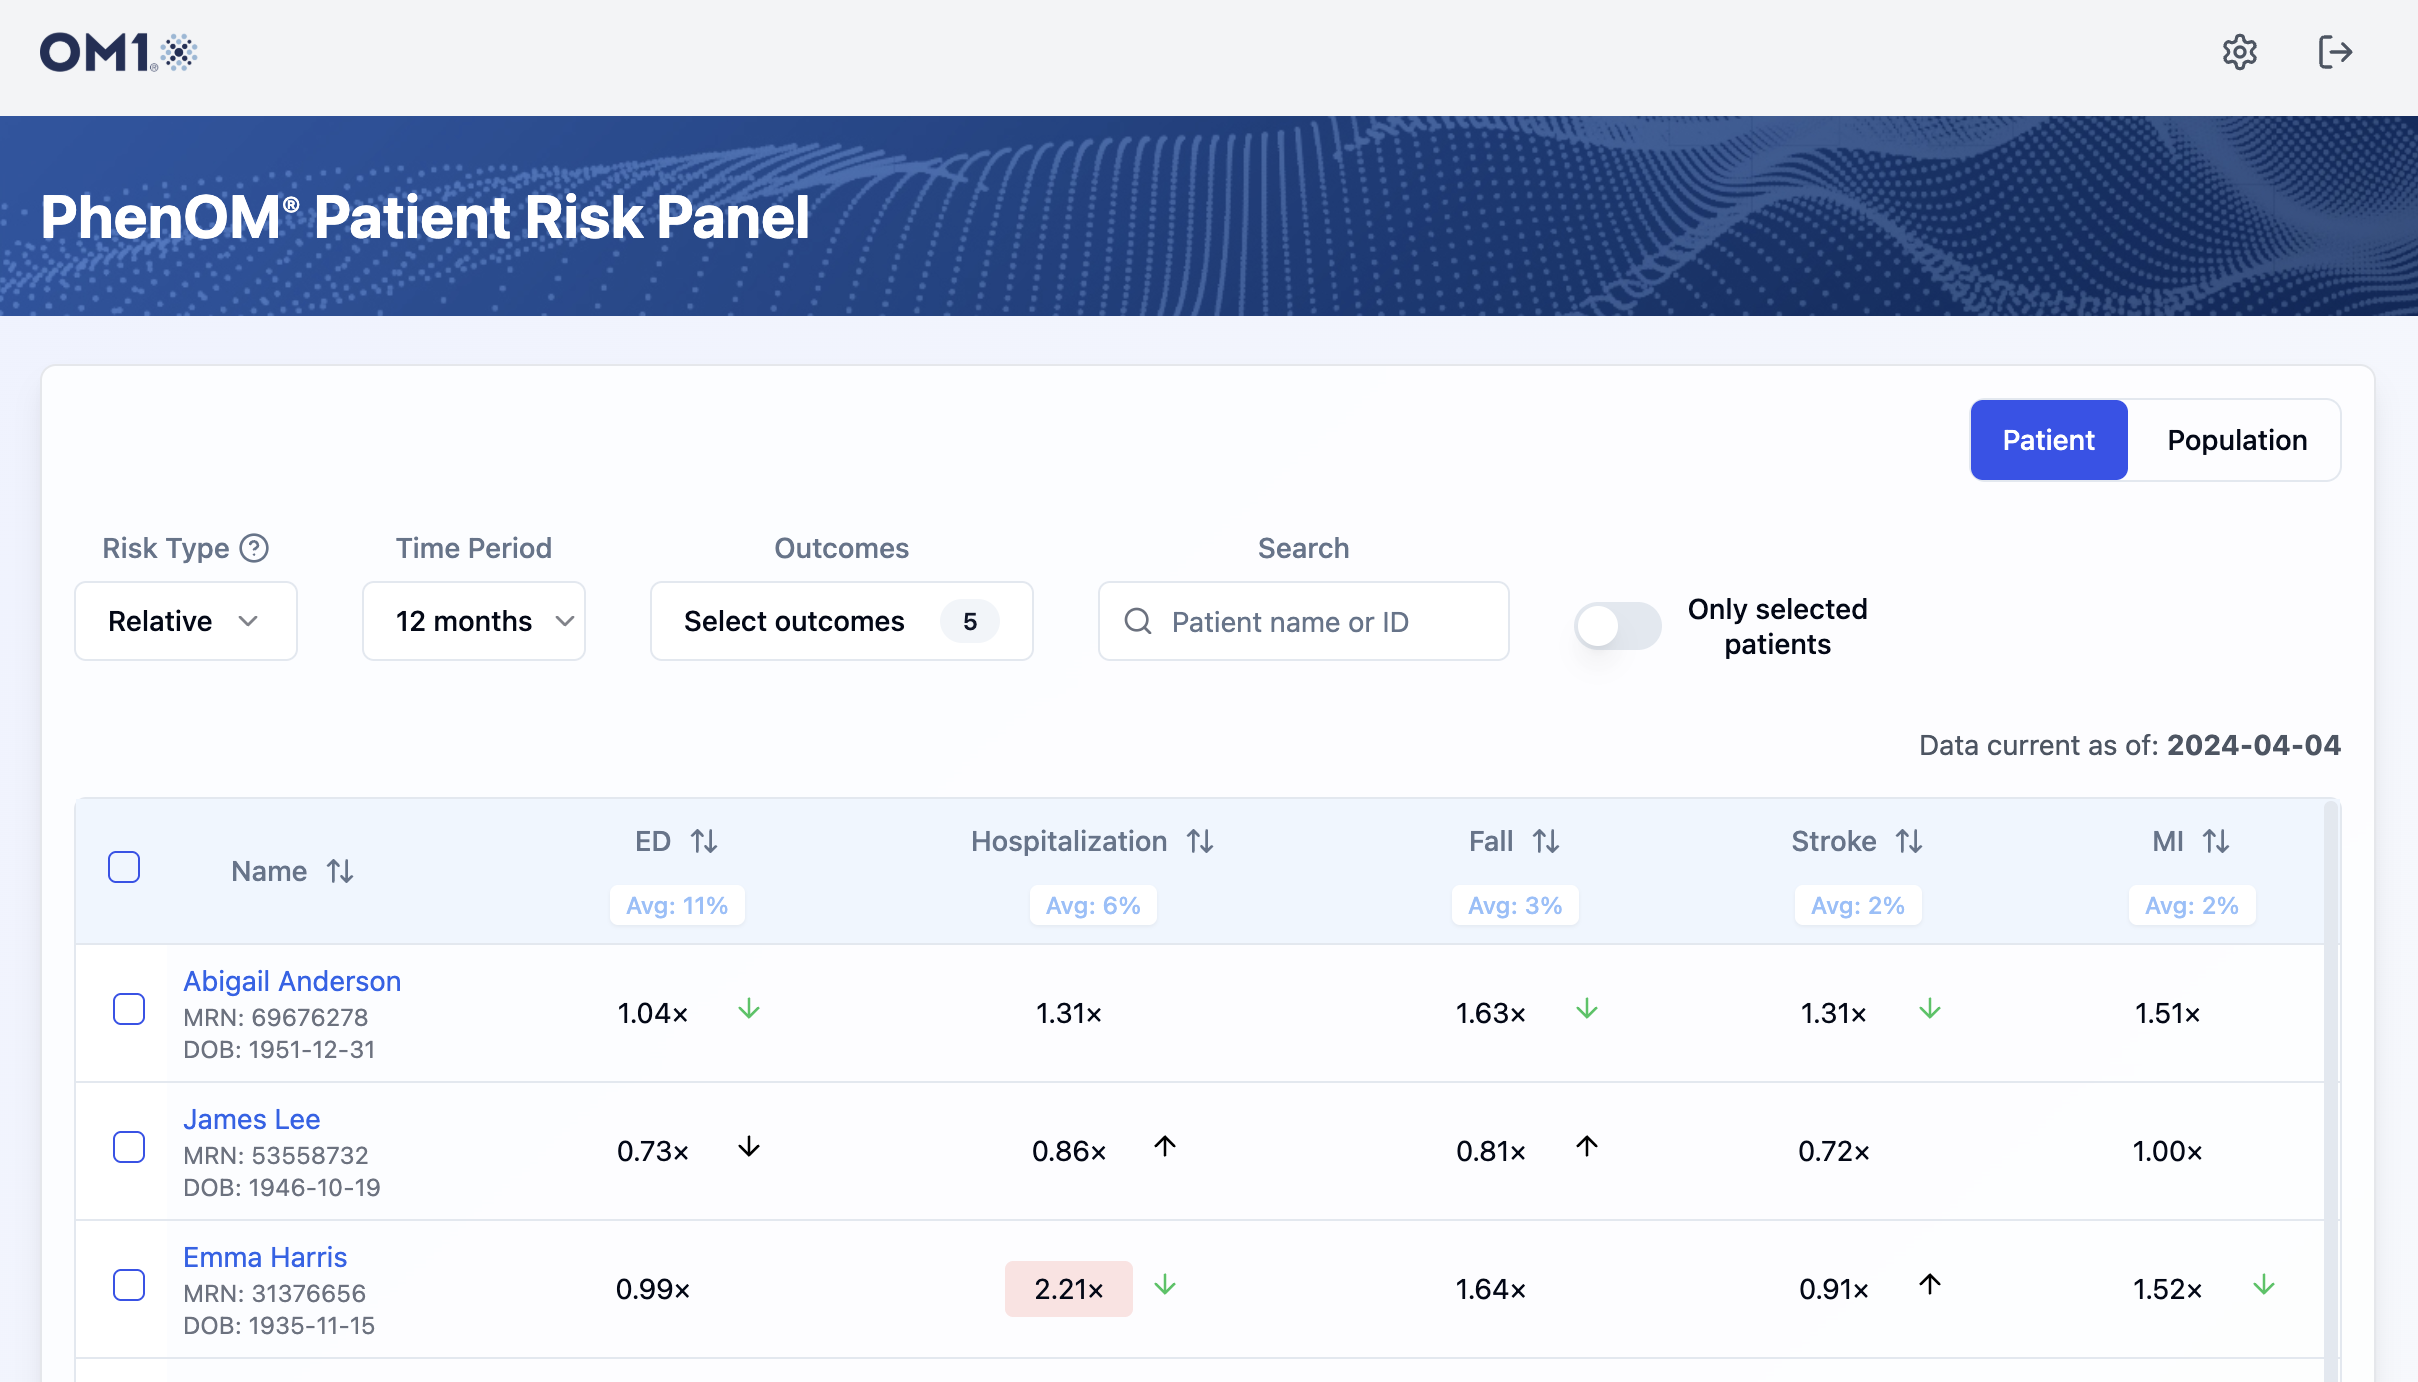 OM1®
PhenOM® Patient Risk Panel
Patient Population
Risk Type ? Time Period Outcomes Search
Relative 12 months Select outcomes 5 Patient name or ID Only selected
patients
Data current as of: 2024-04-04
Name ED Hospitalization Fall Stroke MI
Avg: 11% Avg: 6% Avg: 3% Avg: 2% Avg: 2%
Abigail Anderson
MRN: 69676278
DOB: 1951-12-31
1.04× ↓ 1.31× 1.63× ↓ 1.31× ↓ 1.51×
James Lee
MRN: 53558732
DOB: 1946-10-19
0.73× ↓ 0.86× ↑ 0.81× ↑ 0.72× 1.00×
Emma Harris
MRN: 31376656
DOB: 1935-11-15
0.99× 2.21× ↓ 1.64× 0.91× ↑ 1.52× ↓